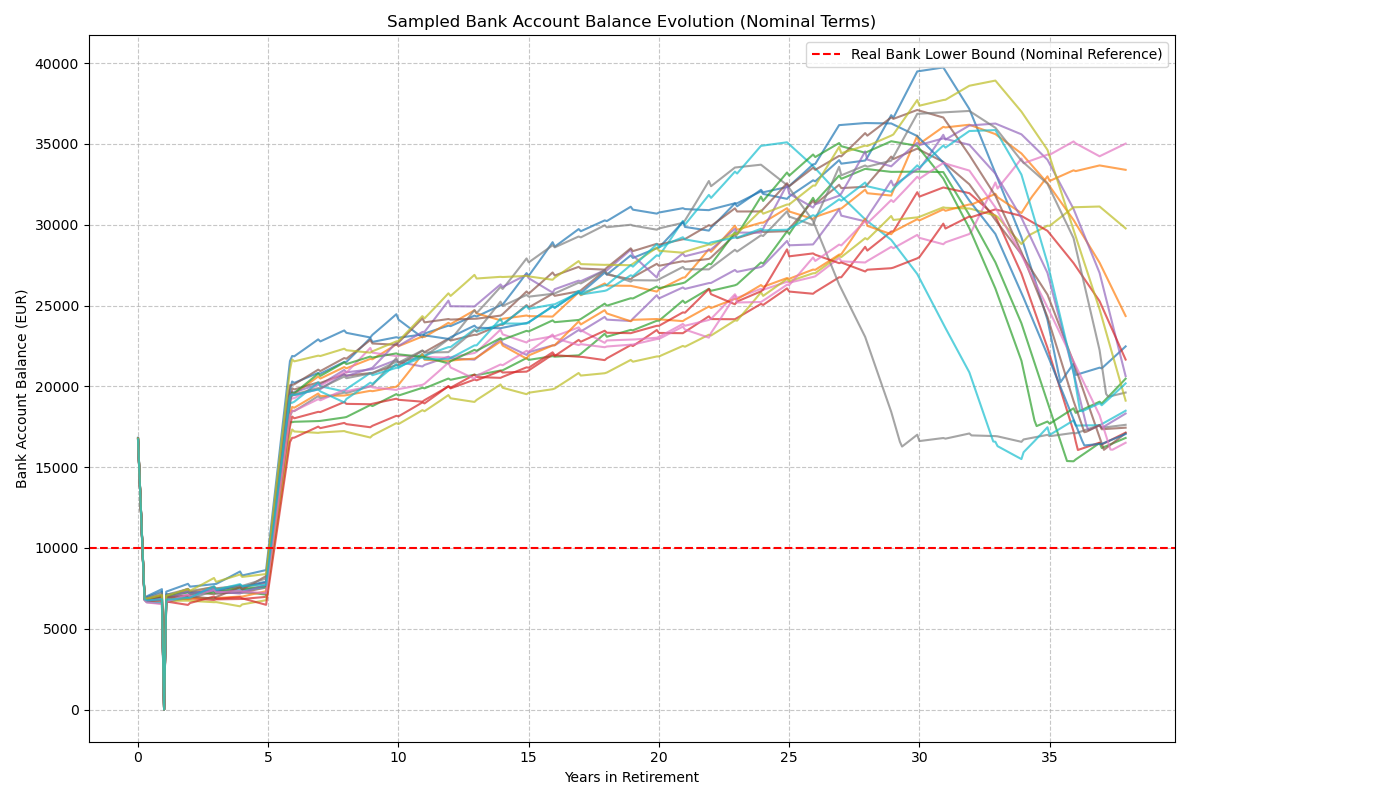 Sampled Bank Account Balance Evolution (Nominal Terms)
Real Bank Lower Bound (Nominal Reference)
Bank Account Balance (EUR)
40000
35000
30000
25000
20000
15000
10000
5000
0
0 5 10 15 20 25 30 35
Years in Retirement